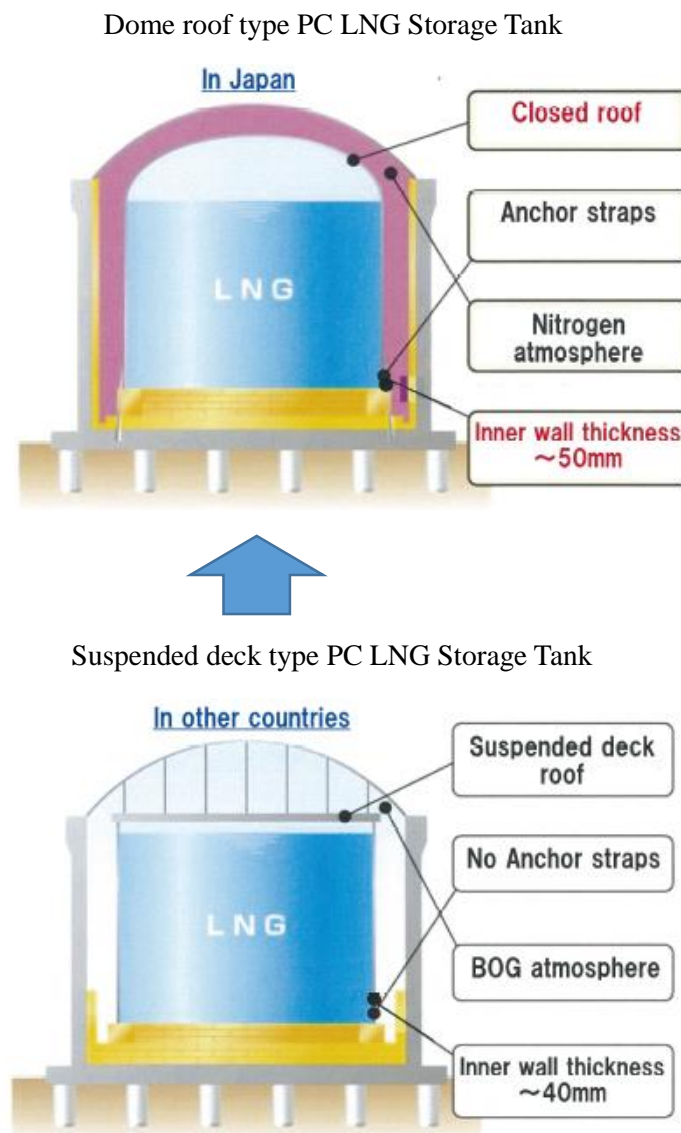 Dome roof type PC LNG Storage Tank
In Japan
Closed roof
Anchor straps
LNG
Nitrogen
atmosphere
Inner wall thickness
~50mm
Suspended deck type PC LNG Storage Tank
In other countries
Suspended deck
roof
No Anchor straps
LNG
BOG atmosphere
Inner wall thickness
~40mm